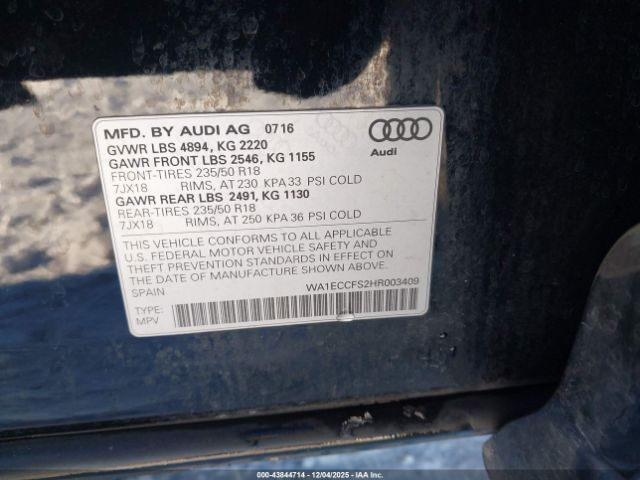 MFD. BY AUDI AG 0716
GVWR LBS 4894, KG 2220
GAWR FRONT LBS 2546, KG 1155
FRONT-TIRES 235/50 R18
7JX18 RIMS, AT 230 KPA 33 PSI COLD
GAWR REAR LBS 2491, KG 1130
REAR-TIRES 235/50 R18
7JX18 RIMS, AT 250 KPA 36 PSI COLD
Audi
THIS VEHICLE CONFORMS TO ALL APPLICABLE
U.S. FEDERAL MOTOR VEHICLE SAFETY AND
THEFT PREVENTION STANDARDS IN EFFECT ON
THE DATE OF MANUFACTURE SHOWN ABOVE.
SPAIN WA1ECCFS2HR003409
TYPE:
MPV
000-43844714 - 12/04/2025 - IAAI.com